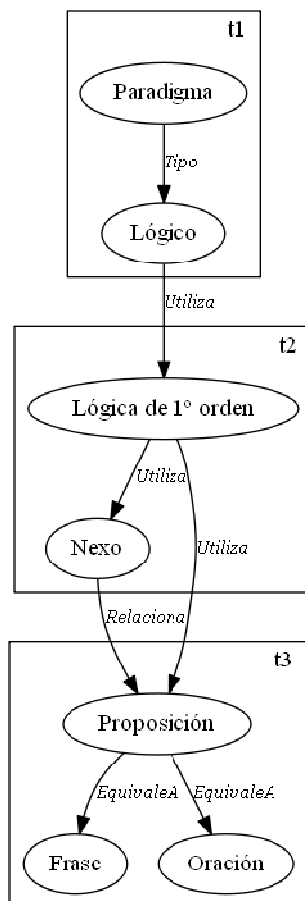 t1
Paradigma
Tipo
Lógico
Utiliza
t2
Lógica de 1º orden
Utiliza
Nexo
Utiliza
Relaciona
t3
Proposición
EquivaleA
EquivaleA
Frase
Oración